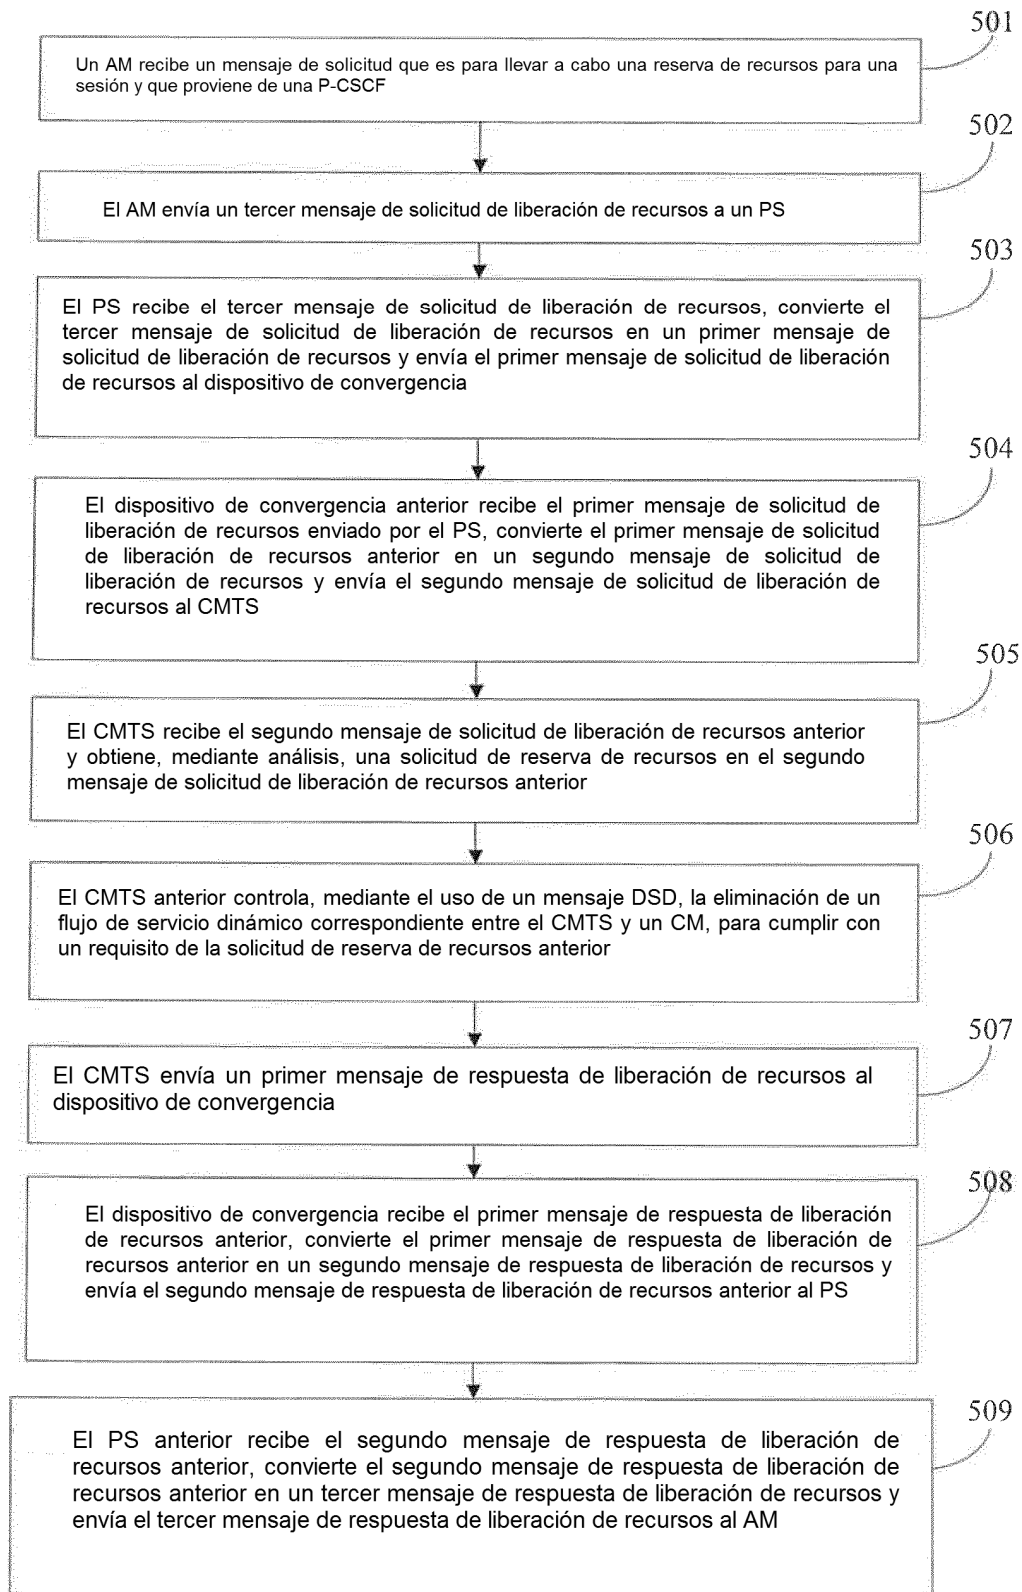 501
Un AM recibe un mensaje de solicitud que es para llevar a cabo una reserva de recursos para una
sesión y que proviene de una P-CSCF
502
El AM envía un tercer mensaje de solicitud de liberación de recursos a un PS
503
El PS recibe el tercer mensaje de solicitud de liberación de recursos, convierte el
tercer mensaje de solicitud de liberación de recursos en un primer mensaje de
solicitud de liberación de recursos y envía el primer mensaje de solicitud de liberación
de recursos al dispositivo de convergencia
504
El dispositivo de convergencia anterior recibe el primer mensaje de solicitud de
liberación de recursos enviado por el PS, convierte el primer mensaje de solicitud
de liberación de recursos anterior en un segundo mensaje de solicitud de
liberación de recursos y envía el segundo mensaje de solicitud de liberación de
recursos al CMTS
505
El CMTS recibe el segundo mensaje de solicitud de liberación de recursos anterior
y obtiene, mediante análisis, una solicitud de reserva de recursos en el segundo
mensaje de solicitud de liberación de recursos anterior
506
El CMTS anterior controla, mediante el uso de un mensaje DSD, la eliminación de un
flujo de servicio dinámico correspondiente entre el CMTS y un CM, para cumplir con
un requisito de la solicitud de reserva de recursos anterior
507
El CMTS envía un primer mensaje de respuesta de liberación de recursos al
dispositivo de convergencia
508
El dispositivo de convergencia recibe el primer mensaje de respuesta de liberación
de recursos anterior, convierte el primer mensaje de respuesta de liberación de
recursos anterior en un segundo mensaje de respuesta de liberación de recursos y
envía el segundo mensaje de respuesta de liberación de recursos anterior al PS
509
El PS anterior recibe el segundo mensaje de respuesta de liberación de
recursos anterior, convierte el segundo mensaje de respuesta de liberación de
recursos anterior en un tercer mensaje de respuesta de liberación de recursos y
envía el tercer mensaje de respuesta de liberación de recursos al AM